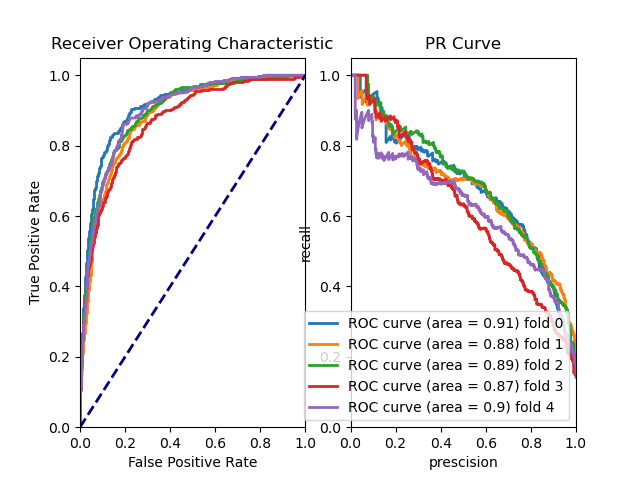 Receiver Operating Characteristic
1.0
0.8
0.6
0.4
0.2
0.0
True Positive Rate
0.0 0.2 0.4 0.6 0.8 1.0
False Positive Rate
PR Curve
1.0
0.8
0.6
0.4
0.2
0.0
recall
0.0 0.2 0.4 0.6 0.8 1.0
prescision
ROC curve (area = 0.91) fold 0
ROC curve (area = 0.88) fold 1
ROC curve (area = 0.89) fold 2
ROC curve (area = 0.87) fold 3
ROC curve (area = 0.9) fold 4